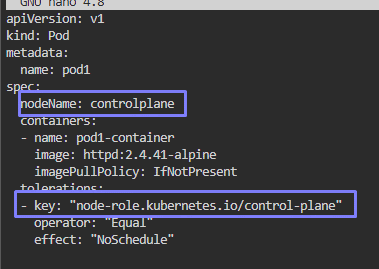 GNU nano 4.8
apiVersion: v1
kind: Pod
metadata:
  name: pod1
spec:
  nodeName: controlplane
  containers:
  - name: pod1-container
    image: httpd:2.4.41-alpine
    imagePullPolicy: IfNotPresent
  tolerations:
  - key: "node-role.kubernetes.io/control-plane"
    operator: "Equal"
    effect: "NoSchedule"